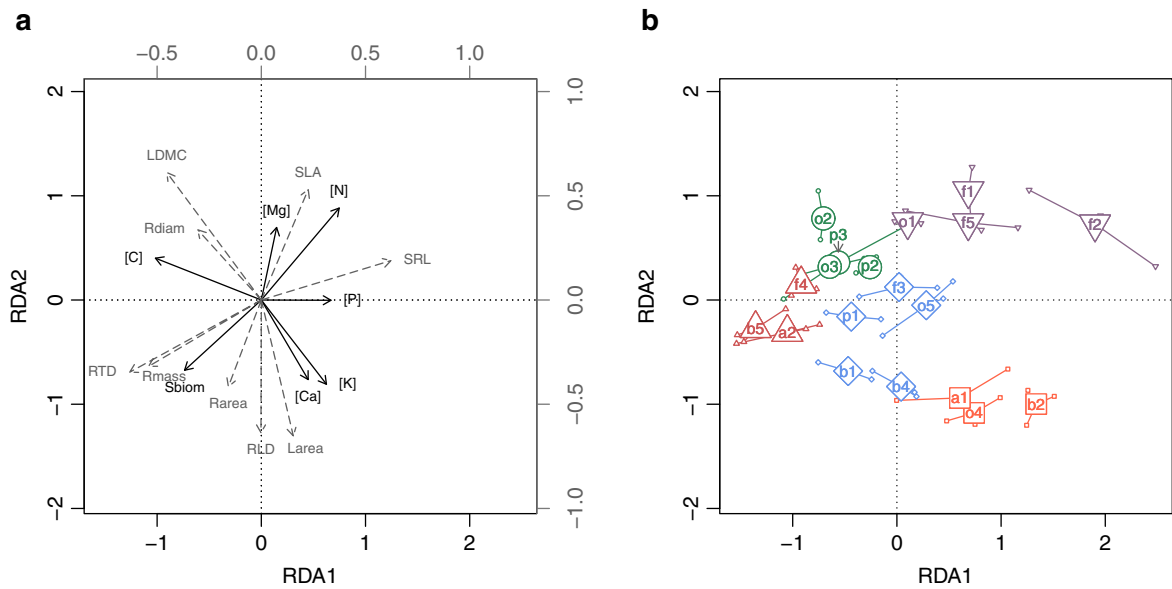 a
b
−0.5 0.0 0.5 1.0
2
1
0
−1
−2
RDA2
1.0
0.5
0.0
−0.5
−1.0
LDMC
SLA
[N]
[Mg]
Rdiam
[C]
SRL
[P]
RTD
Rmass
Sbiom
Rarea
[Ca]
[K]
RLD
Larea
−1 0 1 2
RDA1
2
1
0
−1
−2
RDA2
f1
o2
o1
f5
f2
p3
o3
p2
f4
f3
o5
p1
b5
a2
b1
b4
a1
o4
b2
−1 0 1 2
RDA1